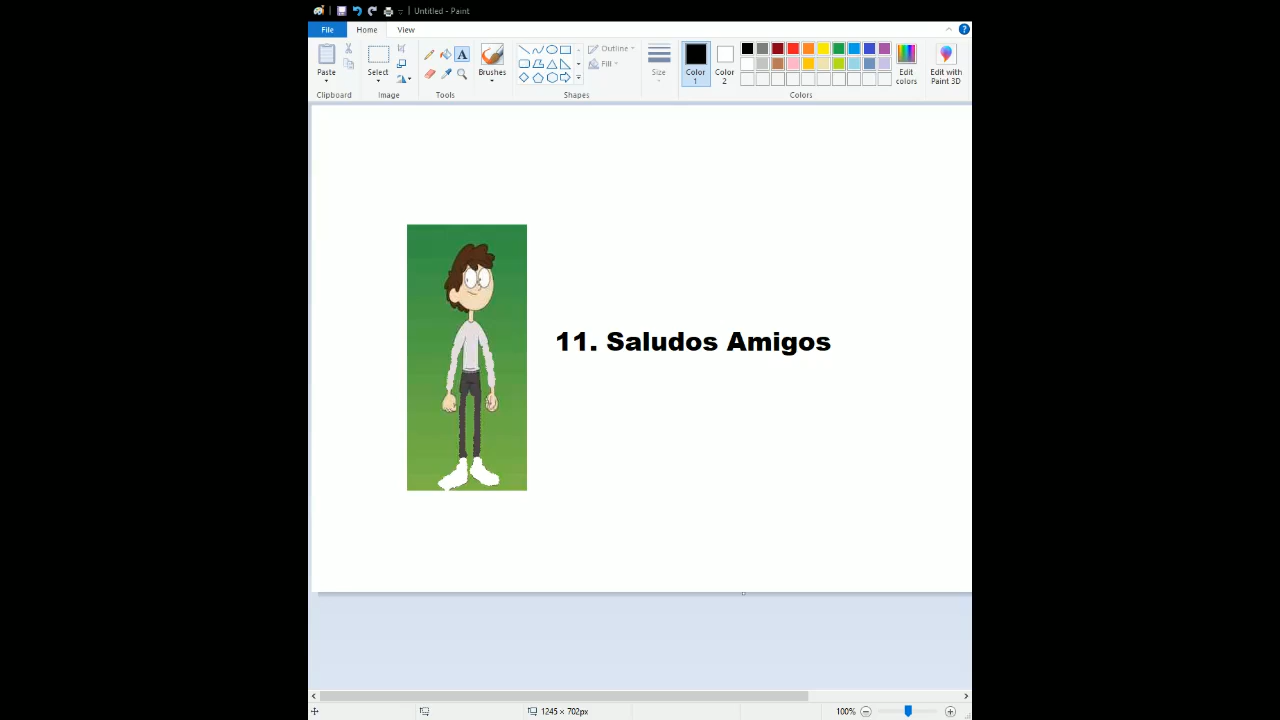 Untitled - Paint
File Home View
Paste
Select
Brushes
Outline
Fill
Size
Color 1
Color 2
Edit colors
Edit with Paint 3D
Clipboard Image Tools Shapes Colors
A
11. Saludos Amigos
1245 × 702px 100%